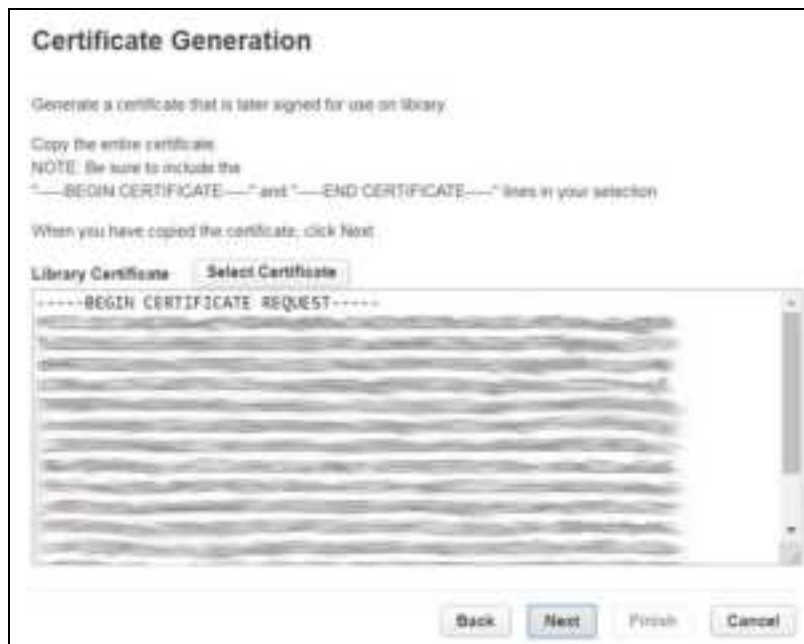 Certificate Generation
Generate a certificate that is later signed for use on library
Copy the entire certificate.
NOTE: Be sure to include the
"-----BEGIN CERTIFICATE-----" and "-----END CERTIFICATE-----" lines in your selection
When you have copied the certificate, click Next
Library Certificate Select Certificate
-----BEGIN CERTIFICATE REQUEST-----
Back Next Finish Cancel